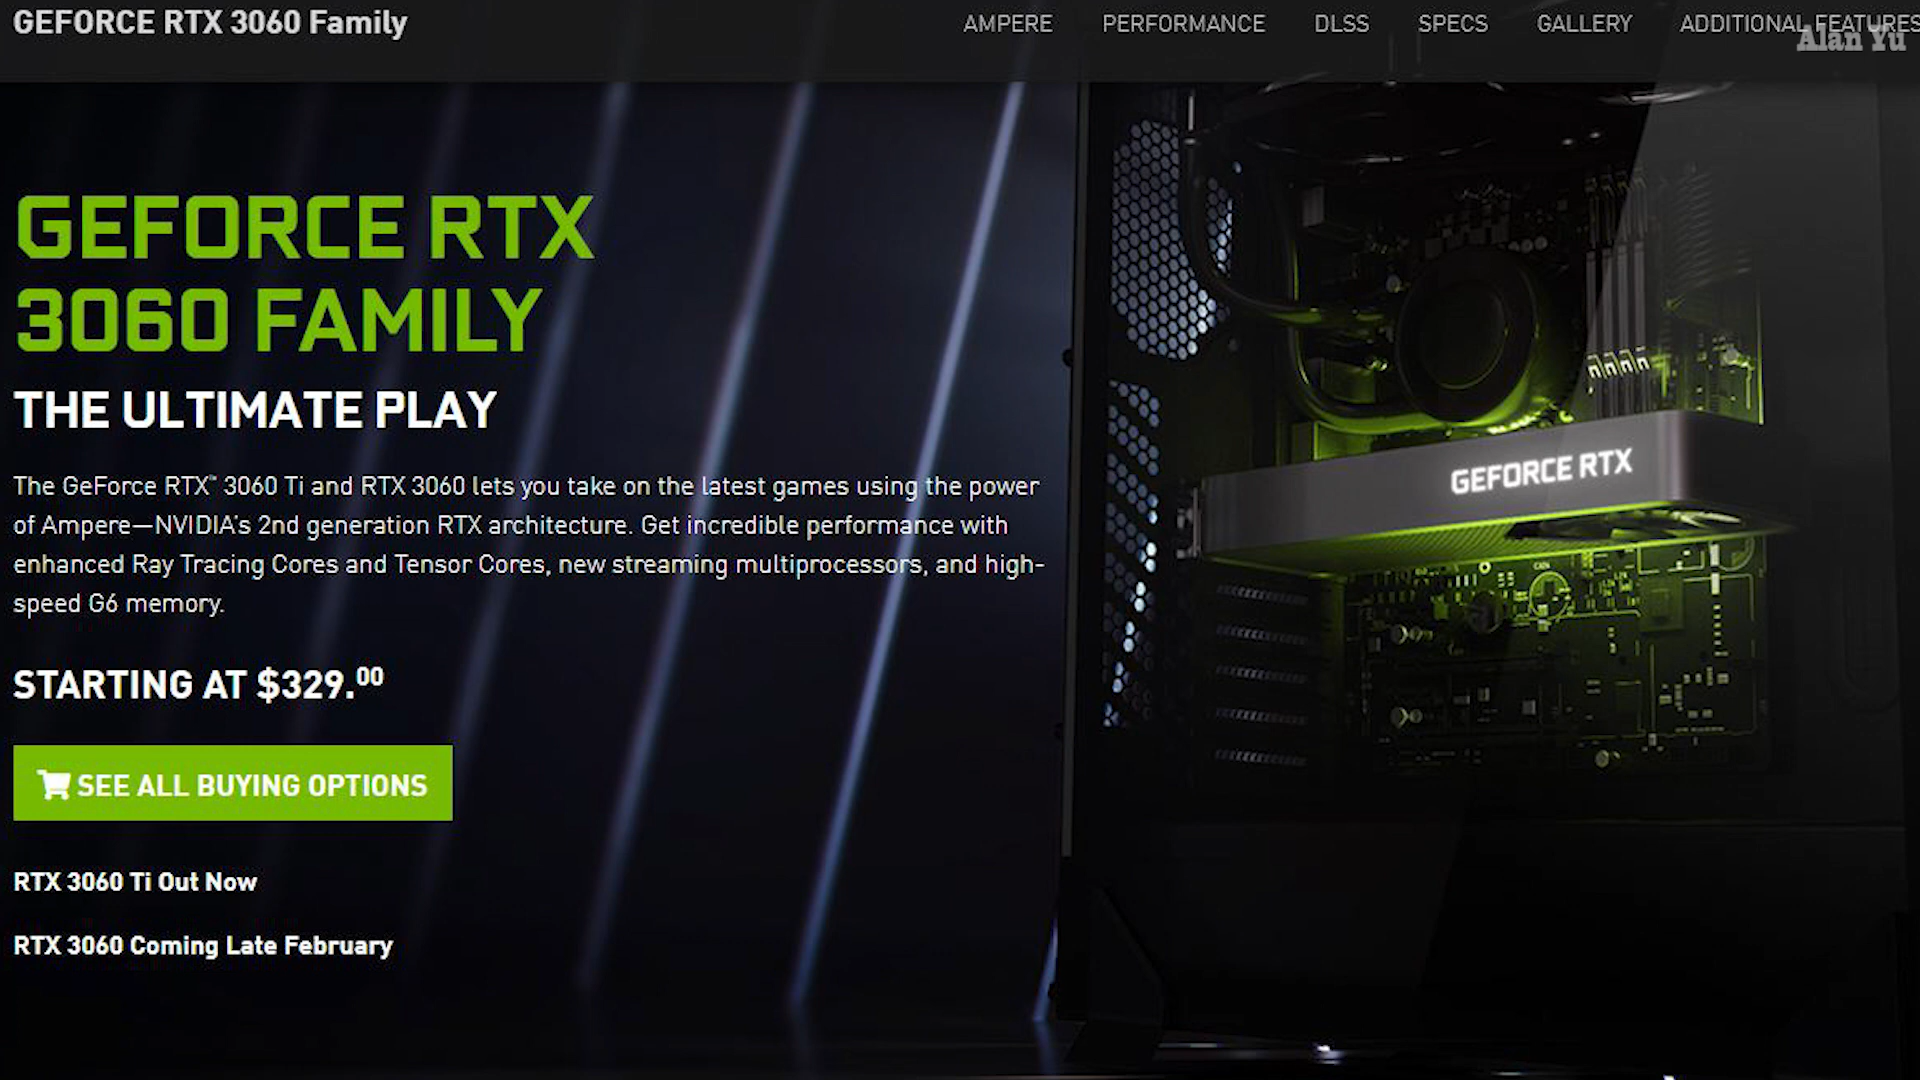 GEFORCE RTX 3060 Family
AMPERE PERFORMANCE DLSS SPECS GALLERY ADDITIONAL FEATURES
Alan Yu
GEFORCE RTX
3060 FAMILY
THE ULTIMATE PLAY
The GeForce RTX™ 3060 Ti and RTX 3060 lets you take on the latest games using the power
of Ampere—NVIDIA's 2nd generation RTX architecture. Get incredible performance with
enhanced Ray Tracing Cores and Tensor Cores, new streaming multiprocessors, and high-
speed G6 memory.
STARTING AT $329.00
SEE ALL BUYING OPTIONS
RTX 3060 Ti Out Now
RTX 3060 Coming Late February
GEFORCE RTX